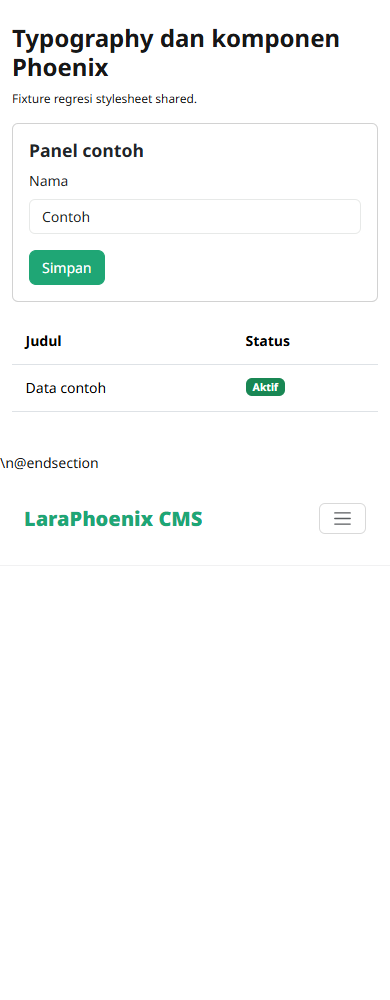 Typography dan komponen
Phoenix
Fixture regresi stylesheet shared.
Panel contoh
Nama
Contoh
Simpan
Judul Status
Data contoh Aktif
\n@endsection
LaraPhoenix CMS